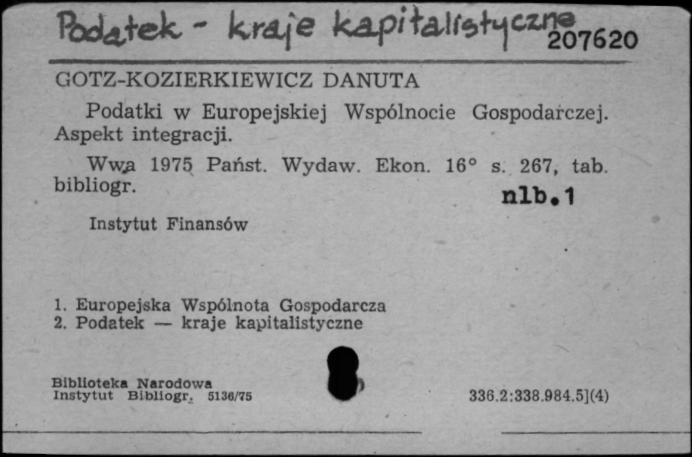 Podatek - kraje kapitalistyczne
207620
GOTZ-KOZIERKIEWICZ DANUTA
Podatki w Europejskiej Wspólnocie Gospodarczej.
Aspekt integracji.
Wwa 1975 Państ. Wydaw. Ekon. 16° s. 267, tab.
bibliogr.
nlb.1
Instytut Finansów
1. Europejska Wspólnota Gospodarcza
2. Podatek — kraje kapitalistyczne
Biblioteka Narodowa
Instytut Bibliogr. 5136/75
336.2:338.984.5](4)